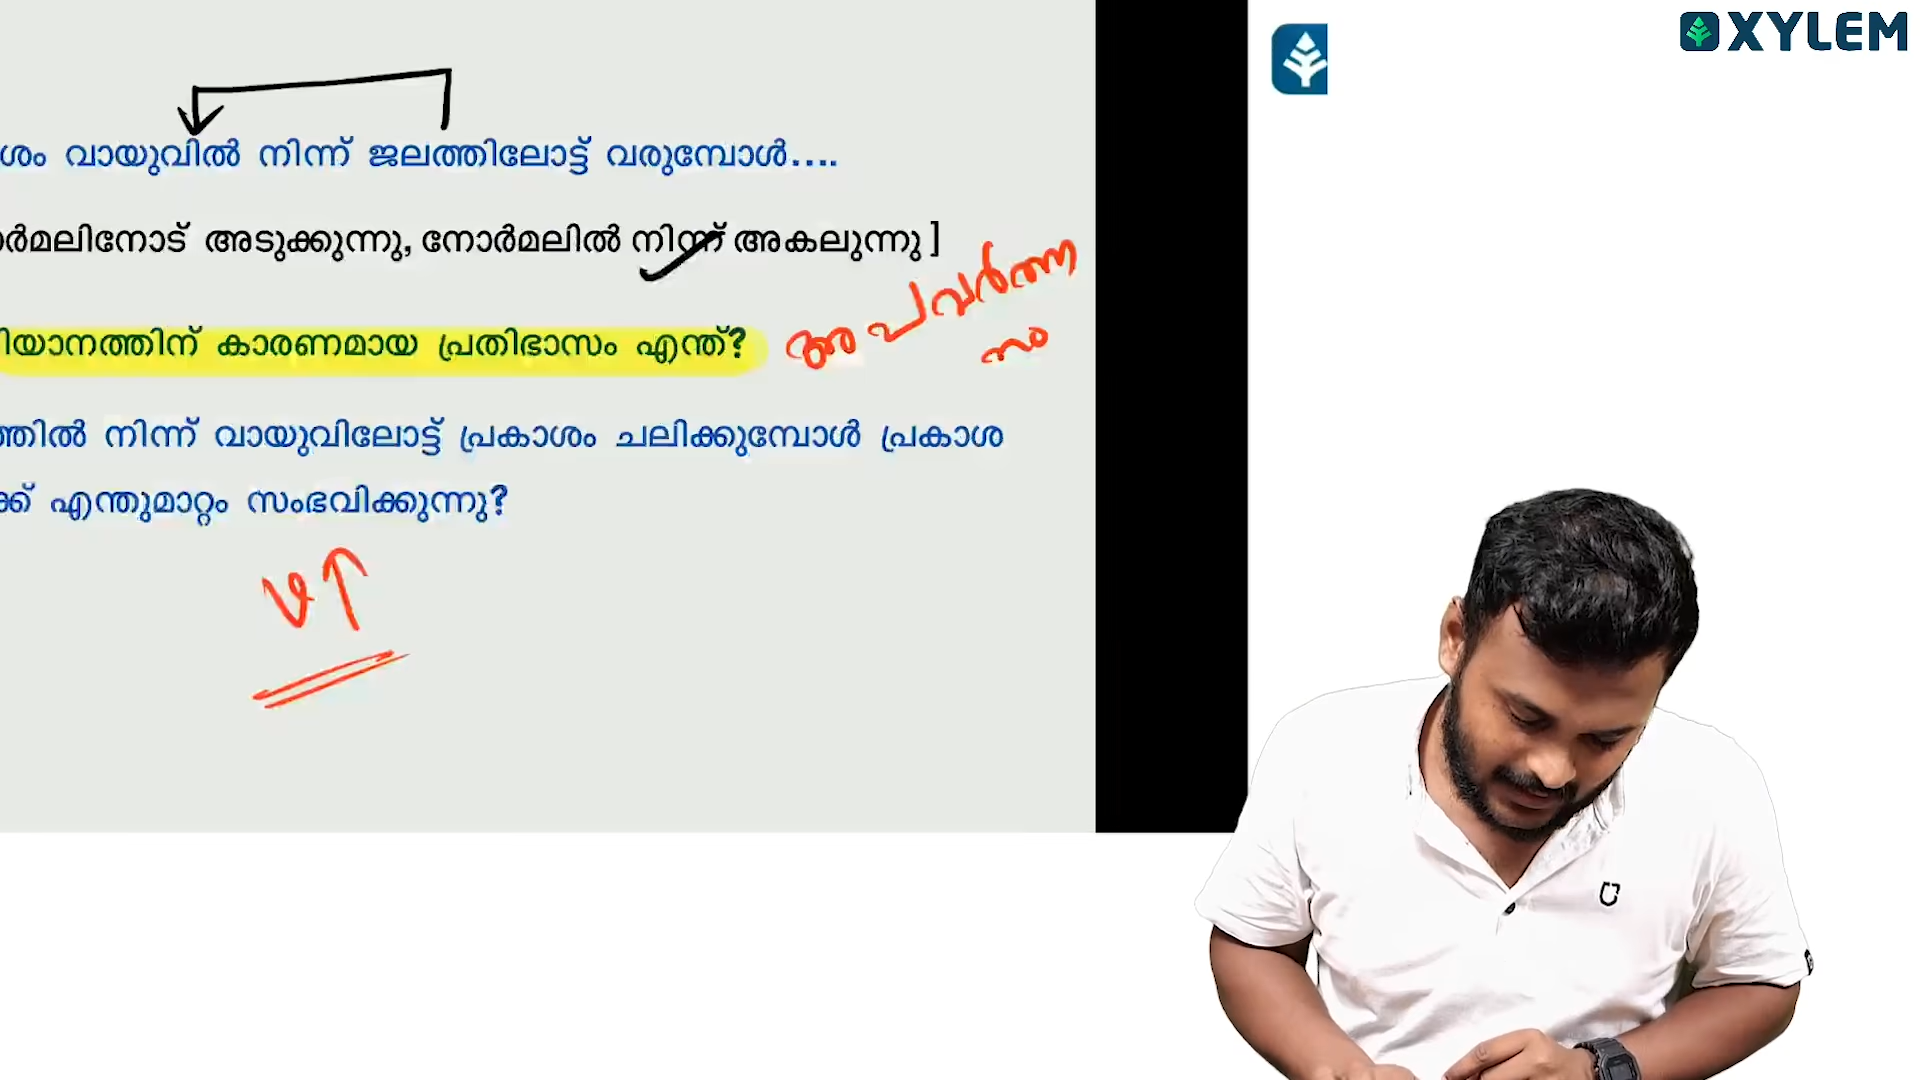 XYLEM
ശം വായുവിൽ നിന്ന് ജലത്തിലോട്ട് വരുമ്പോൾ....
ർമലിനോട് അടുക്കുന്നു, നോർമലിൽ നിന്ന് അകലുന്നു ]
ിയാനത്തിന് കാരണമായ പ്രതിഭാസം എന്ത്?
അപവർത്തനം
ത്തിൽ നിന്ന് വായുവിലോട്ട് പ്രകാശം ചലിക്കുമ്പോൾ പ്രകാശ
ക്ക് എന്തുമാറ്റം സംഭവിക്കുന്നു?
v↑